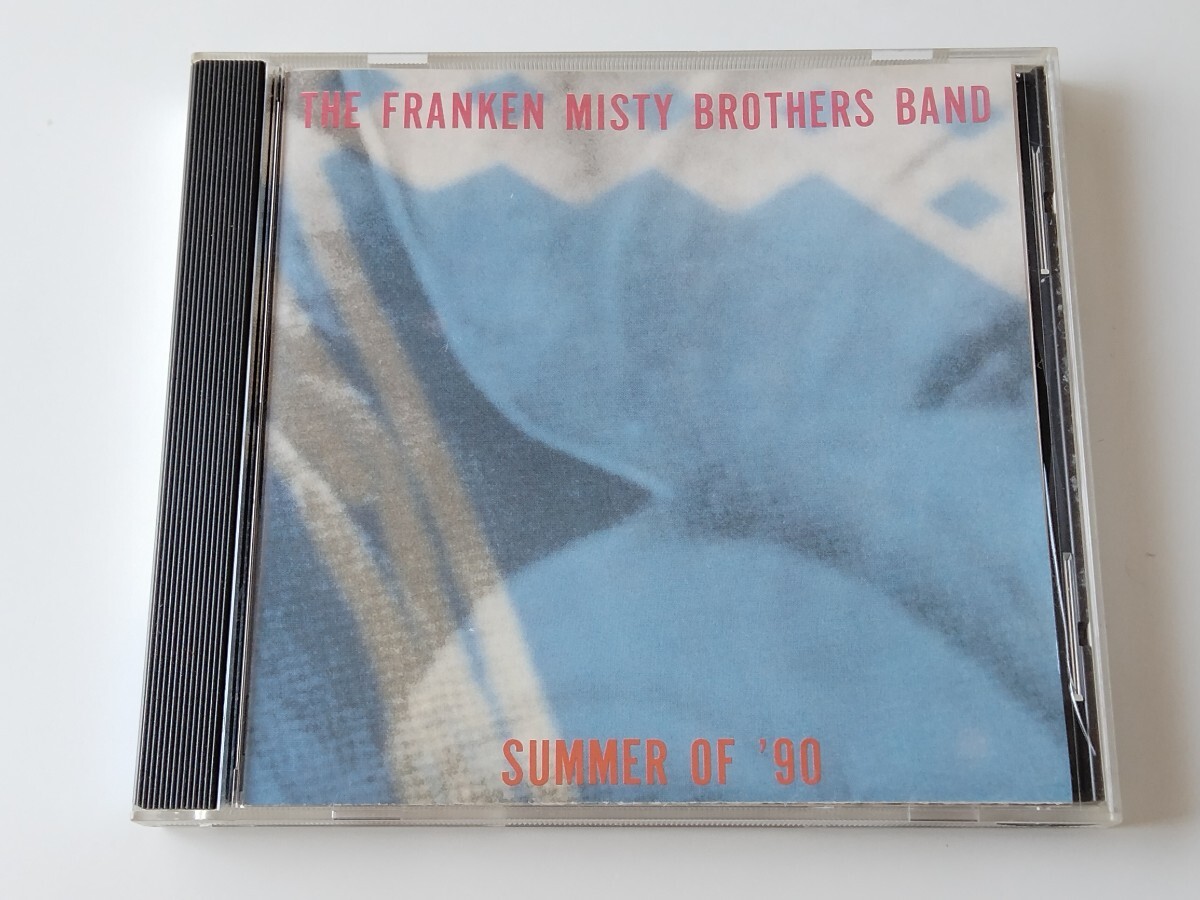 THE FRANKEN MISTY BROTHERS BAND
SUMMER OF '90